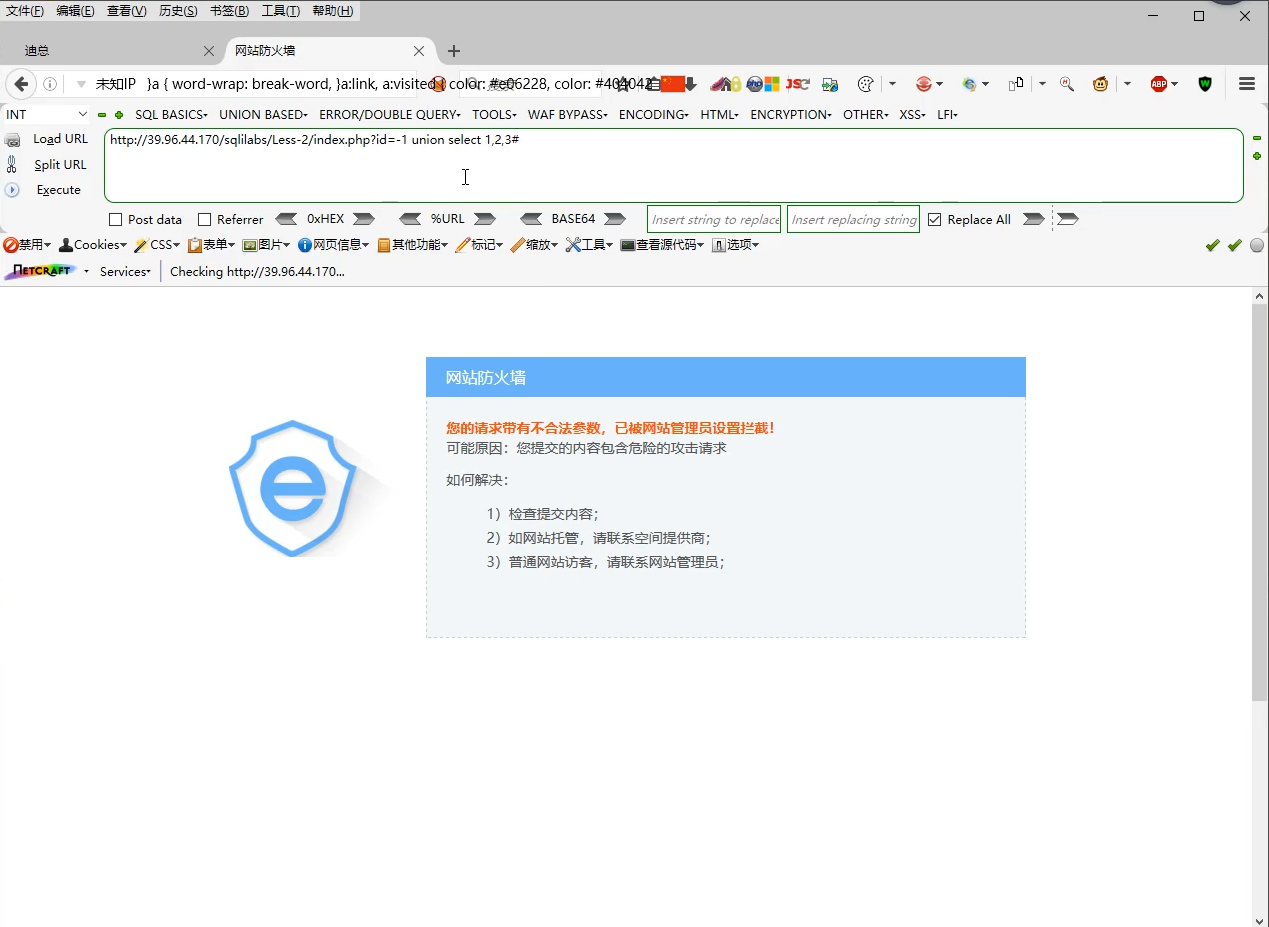 文件(F) 编辑(E) 查看(V) 历史(S) 书签(B) 工具(T) 帮助(H)
迪总 网站防火墙
未知IP }a { word-wrap: break-word, }a:link, a:visited color: #e06228, color: #404042
INT SQL BASICS UNION BASED ERROR/DOUBLE QUERY TOOLS WAF BYPASS ENCODING HTML ENCRYPTION OTHER XSS LFI
Load URL http://39.96.44.170/sqlilabs/Less-2/index.php?id=-1 union select 1,2,3#
Split URL
Execute
Post data Referrer 0xHEX %URL BASE64 Insert string to replace Insert replacing string Replace All
禁用 Cookies CSS 表单 图片 网页信息 其他功能 标记 缩放 工具 查看源代码 选项
NETCRAFT Services Checking http://39.96.44.170...
网站防火墙
您的请求带有不合法参数，已被网站管理员设置拦截！
可能原因：您提交的内容包含危险的攻击请求
如何解决：
1）检查提交内容；
2）如网站托管，请联系空间提供商；
3）普通网站访客，请联系网站管理员；